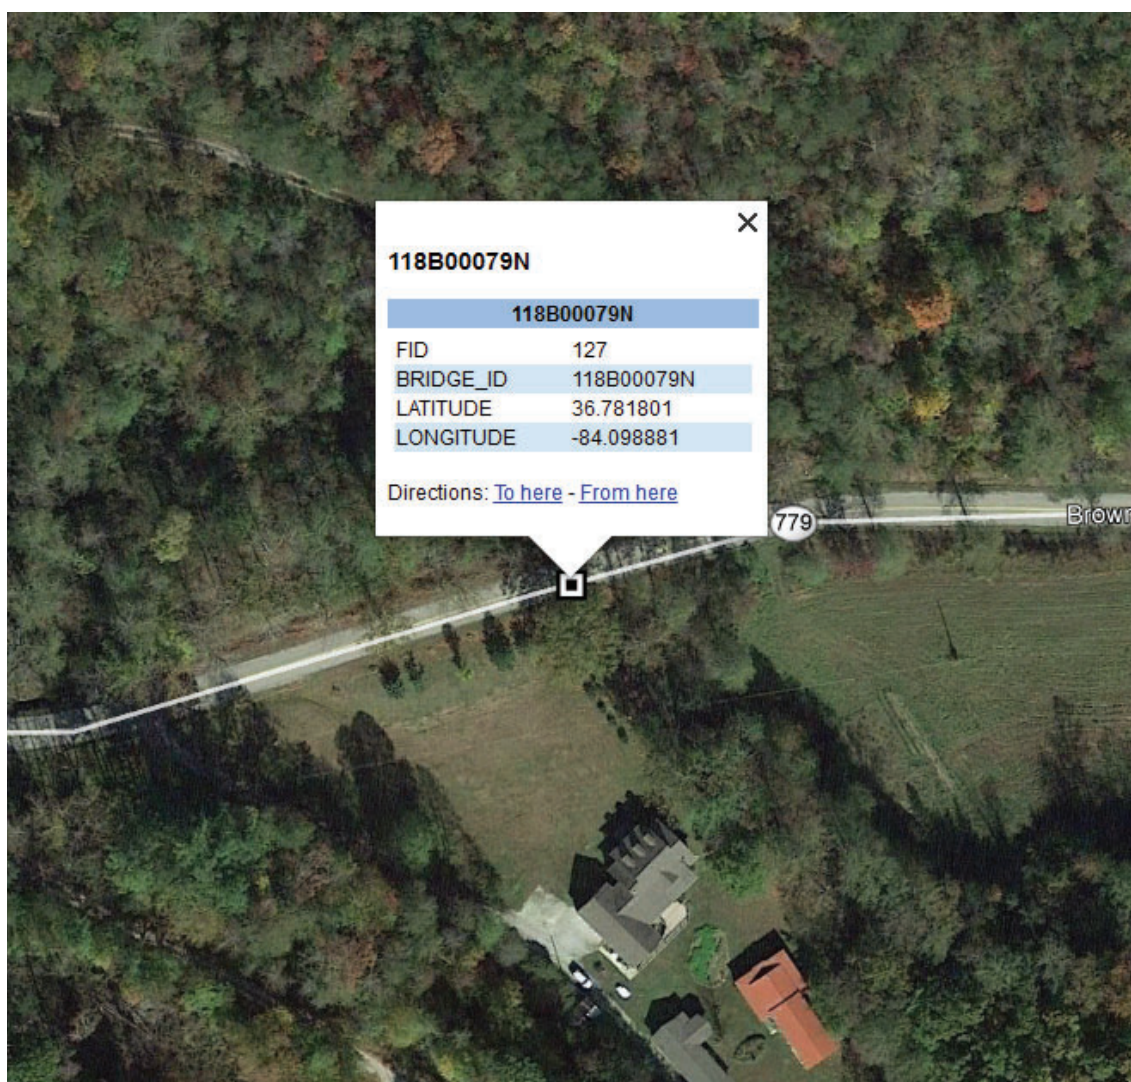 118B00079N
118B00079N
FID 127
BRIDGE_ID 118B00079N
LATITUDE 36.781801
LONGITUDE -84.098881
Directions: To here - From here
779
Brown